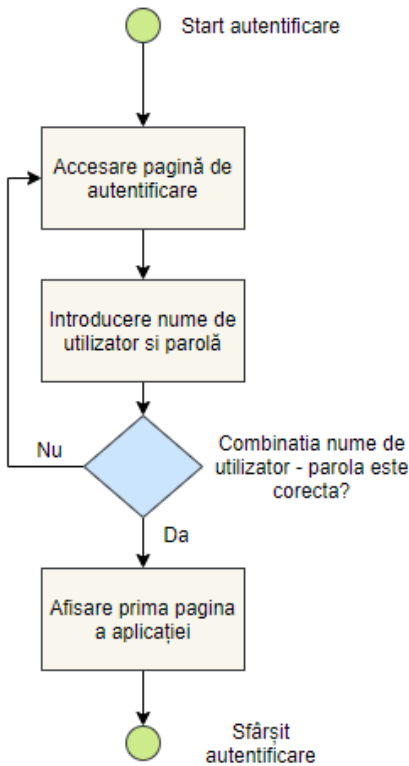 Start autentificare
Accesare pagină de
autentificare
Introducere nume de
utilizator si parolă
Nu
Combinatia nume de
utilizator - parola este
corecta?
Da
Afisare prima pagina
a aplicației
Sfârșit
autentificare